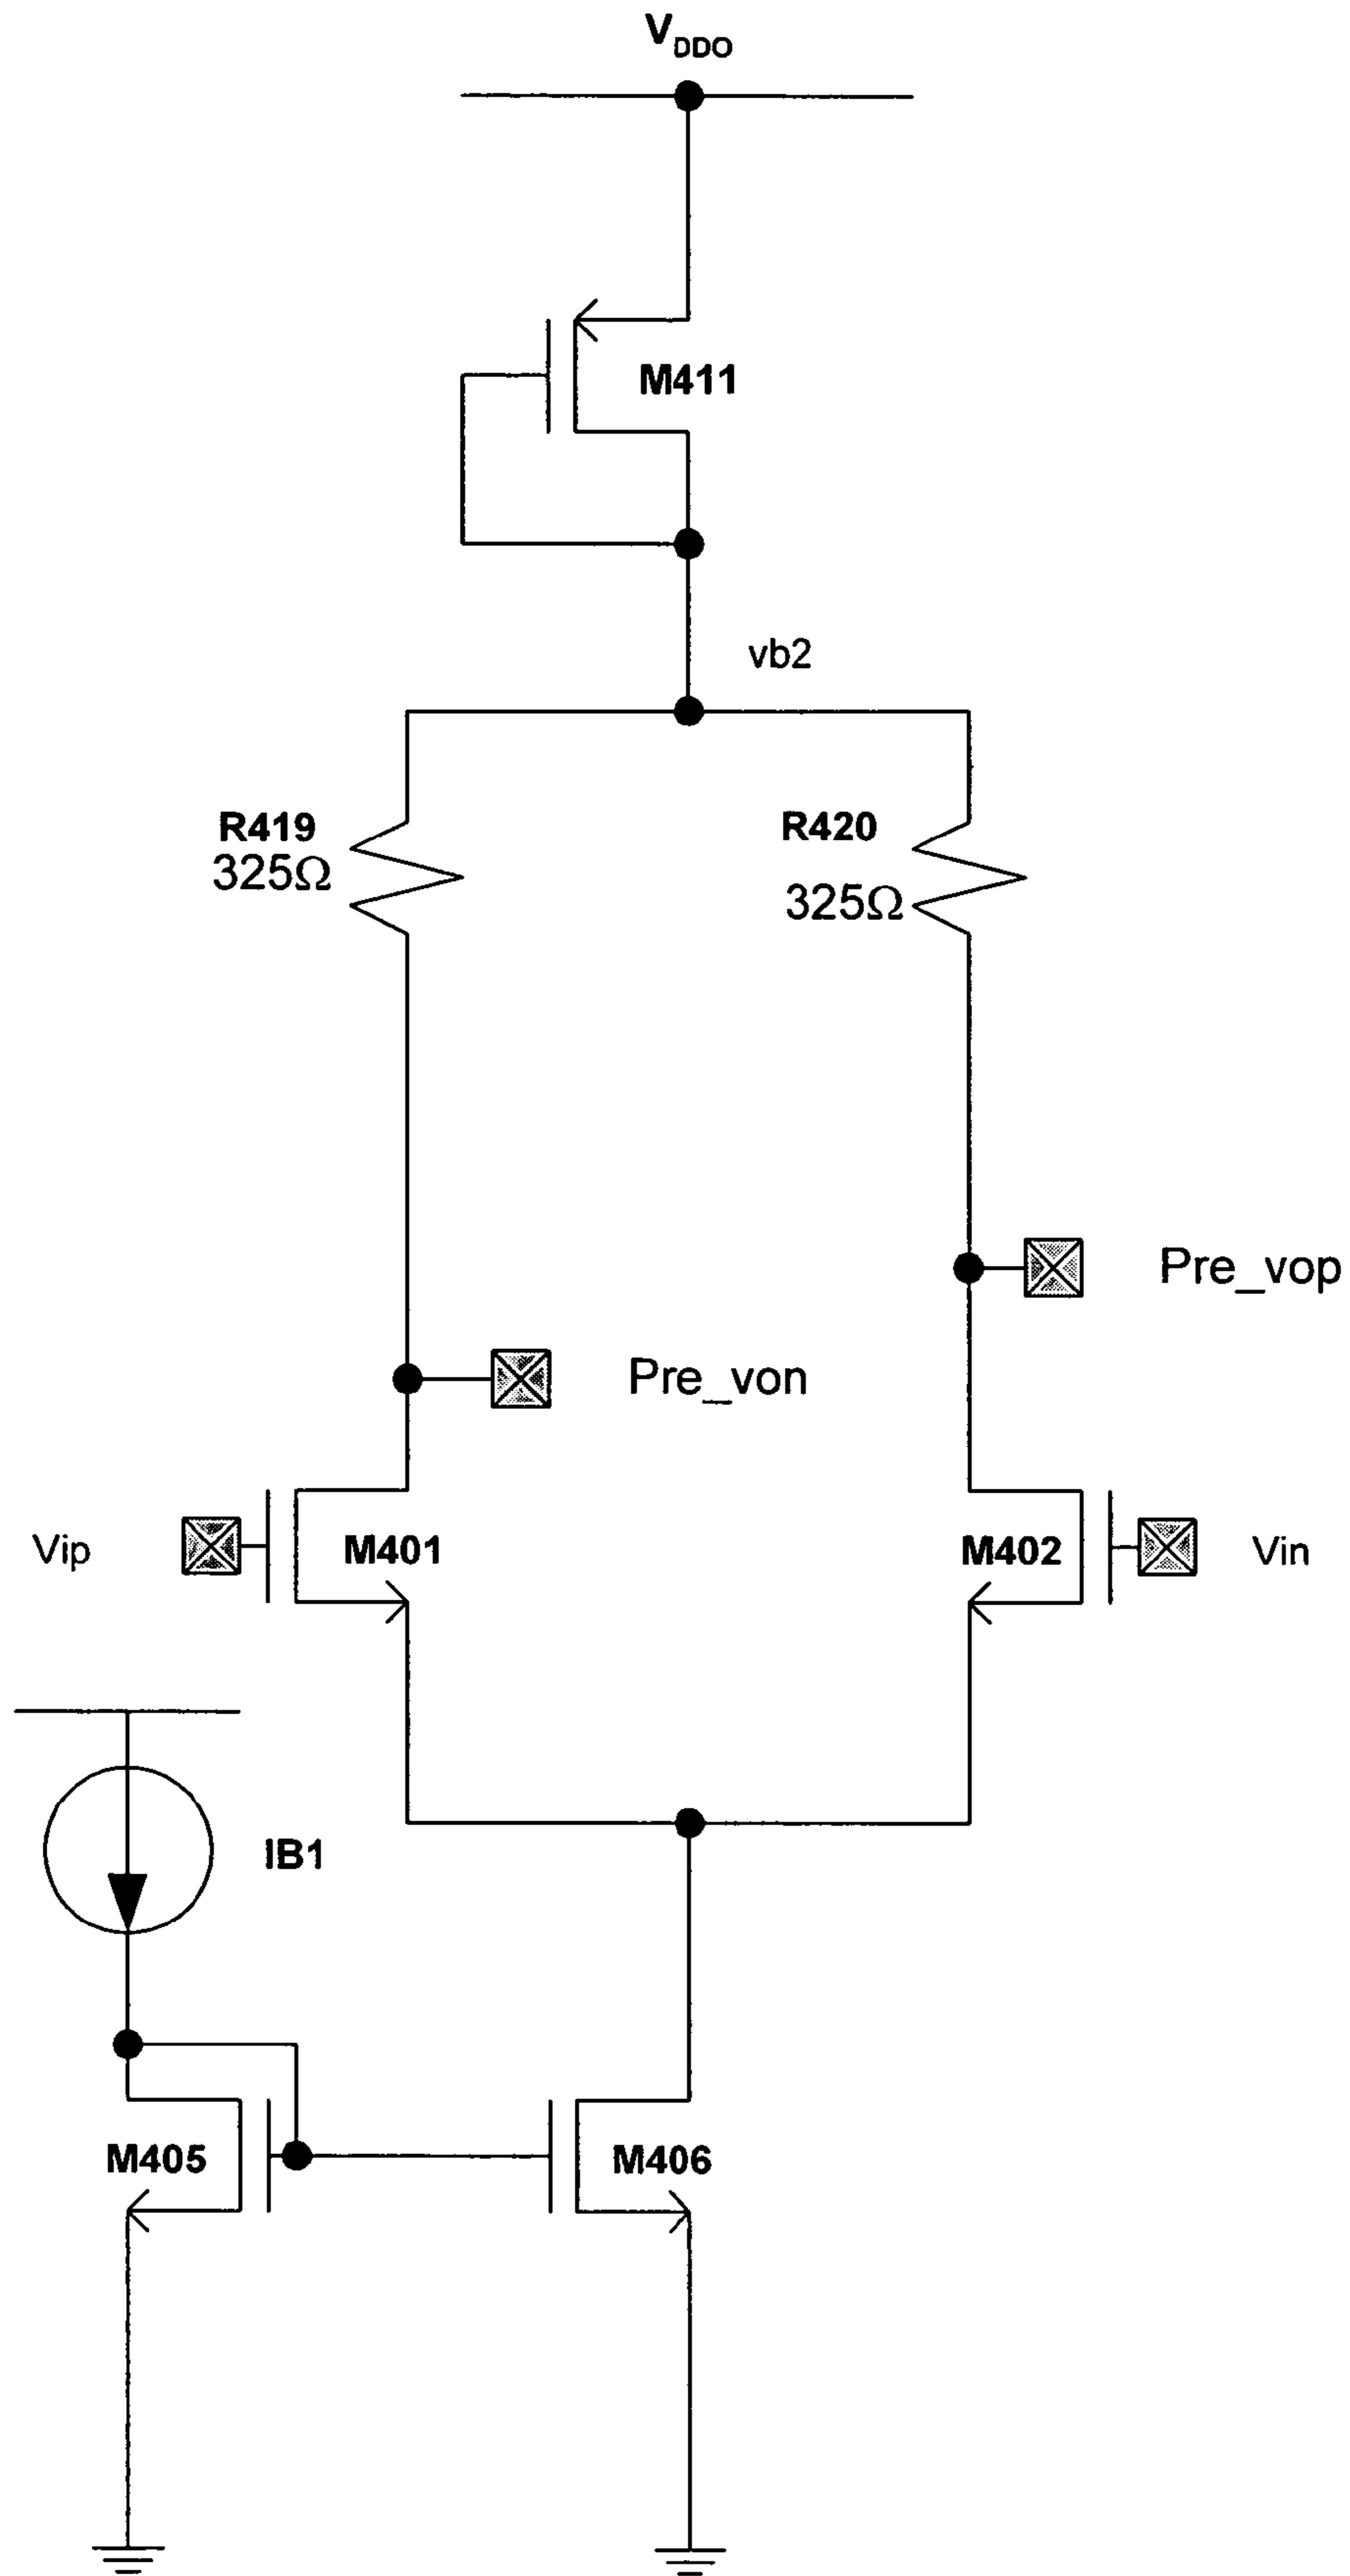 VDDO
M411
vb2
R419
325Ω
R420
325Ω
Pre_vop
Pre_von
Vip
M401
M402
Vin
IB1
M405
M406